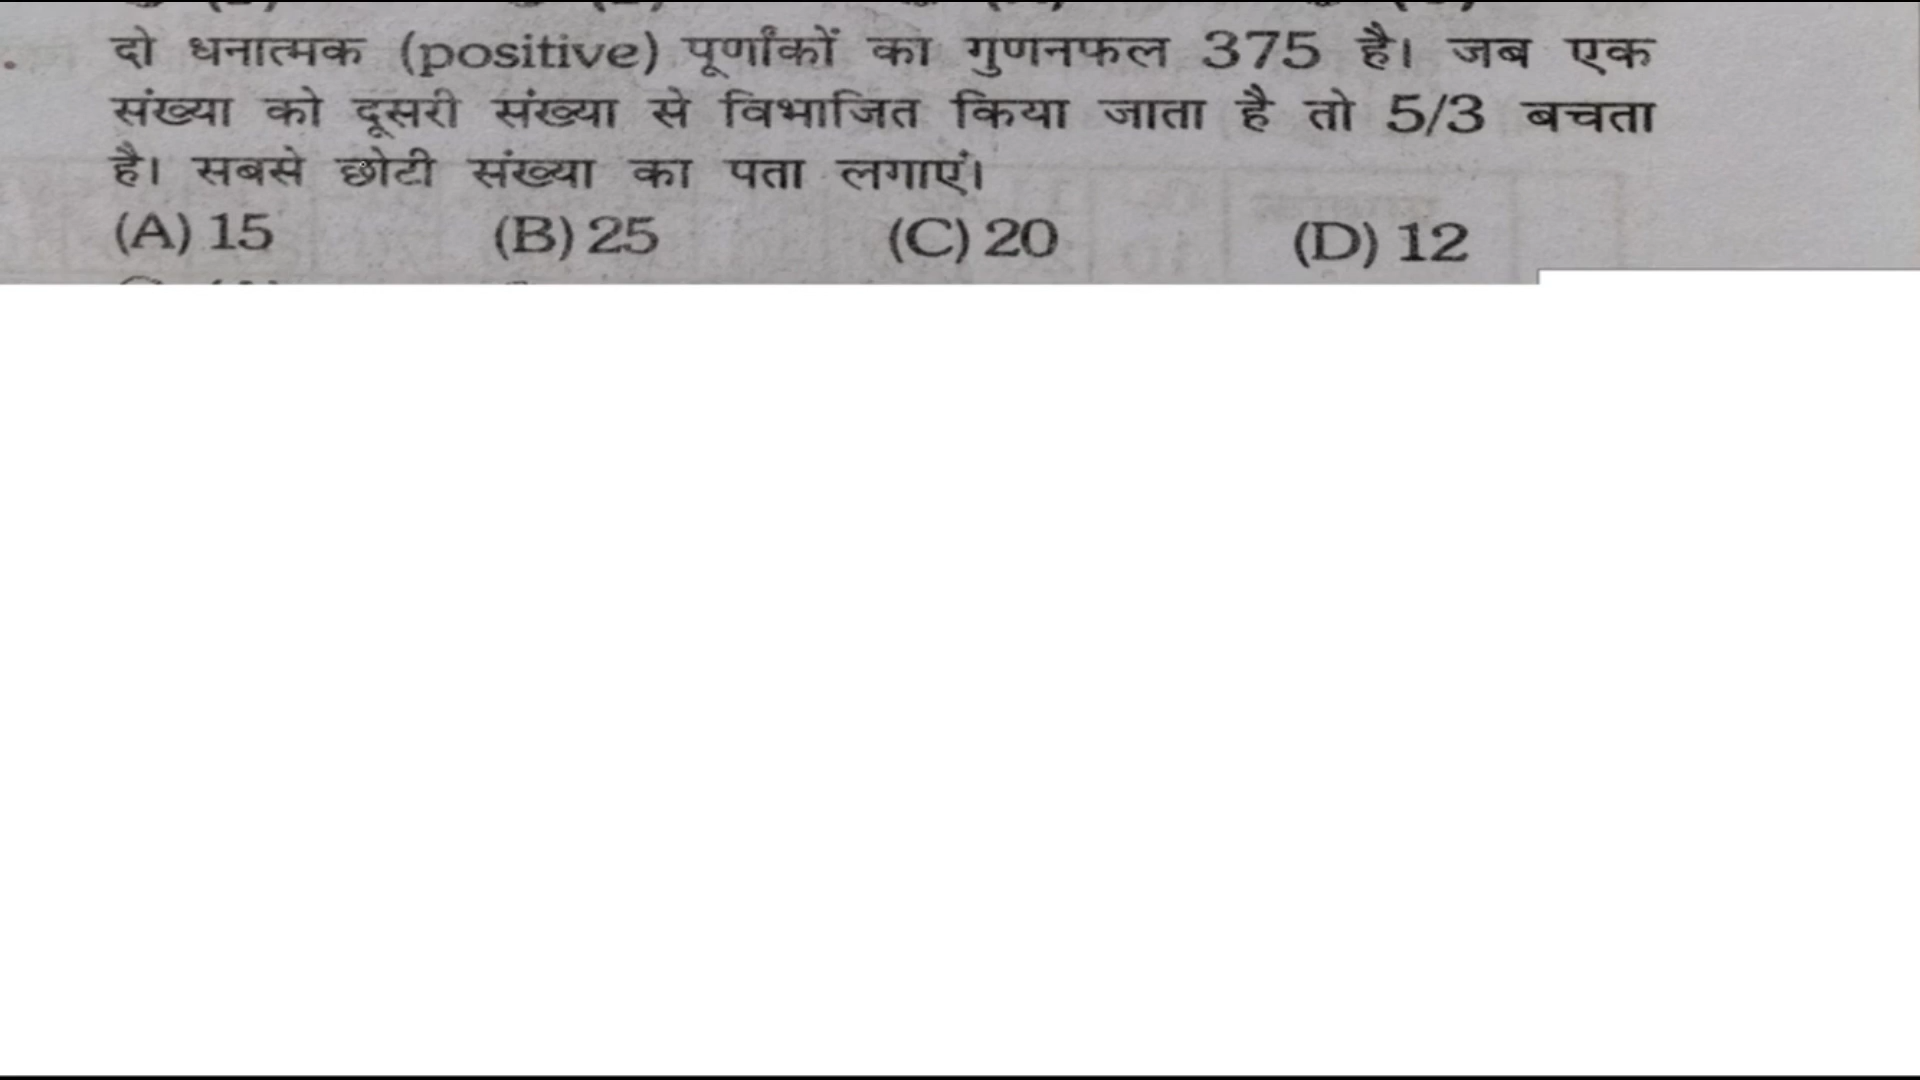 दो धनात्मक (positive) पूर्णांकों का गुणनफल 375 है। जब एक
संख्या को दूसरी संख्या से विभाजित किया जाता है तो 5/3 बचता
है। सबसे छोटी संख्या का पता लगाएं।
(A) 15 (B) 25 (C) 20 (D) 12